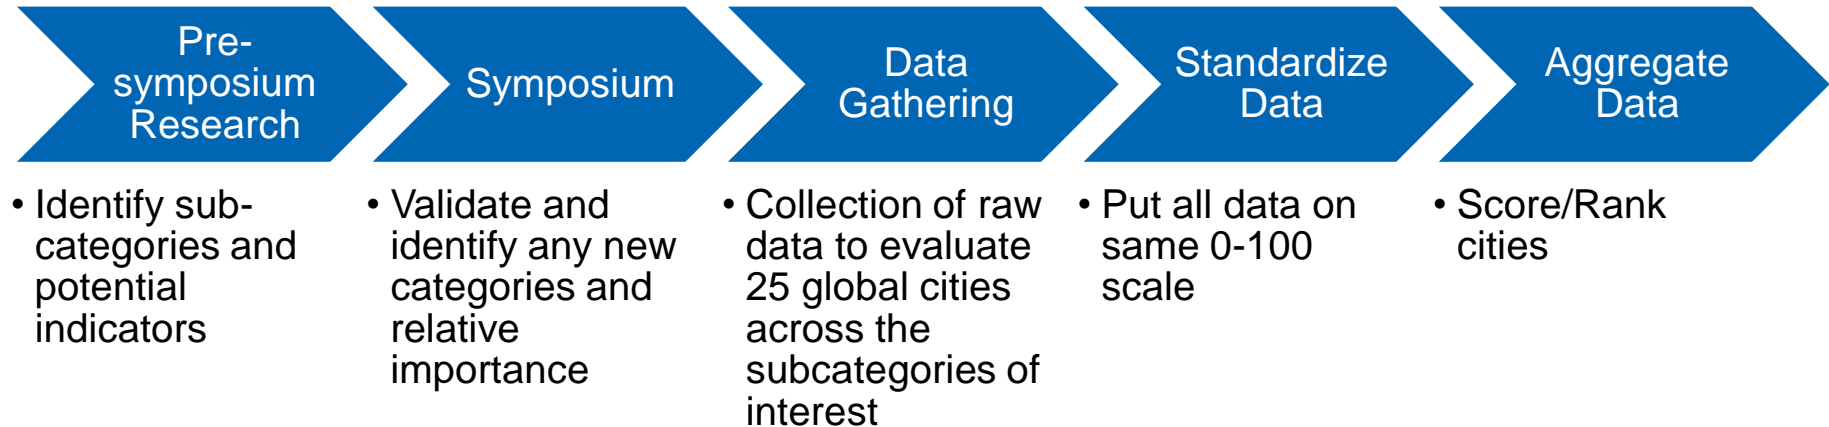 Pre-
symposium
Research
Symposium
Data
Gathering
Standardize
Data
Aggregate
Data
• Identify sub-
categories and
potential
indicators
• Validate and
identify any new
categories and
relative
importance
• Collection of raw
data to evaluate
25 global cities
across the
subcategories of
interest
• Put all data on
same 0-100
scale
• Score/Rank
cities